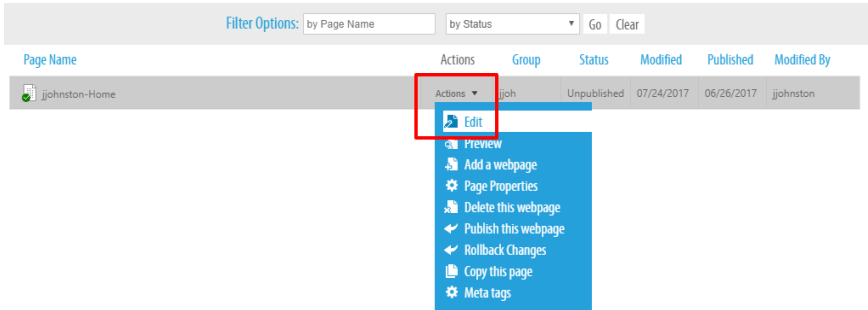 Filter Options: by Page Name by Status Go Clear
Page Name Actions Group Status Modified Published Modified By
jjohnston-Home Actions jjoh Unpublished 07/24/2017 06/26/2017 jjohnston
Edit
Preview
Add a webpage
Page Properties
Delete this webpage
Publish this webpage
Rollback Changes
Copy this page
Meta tags